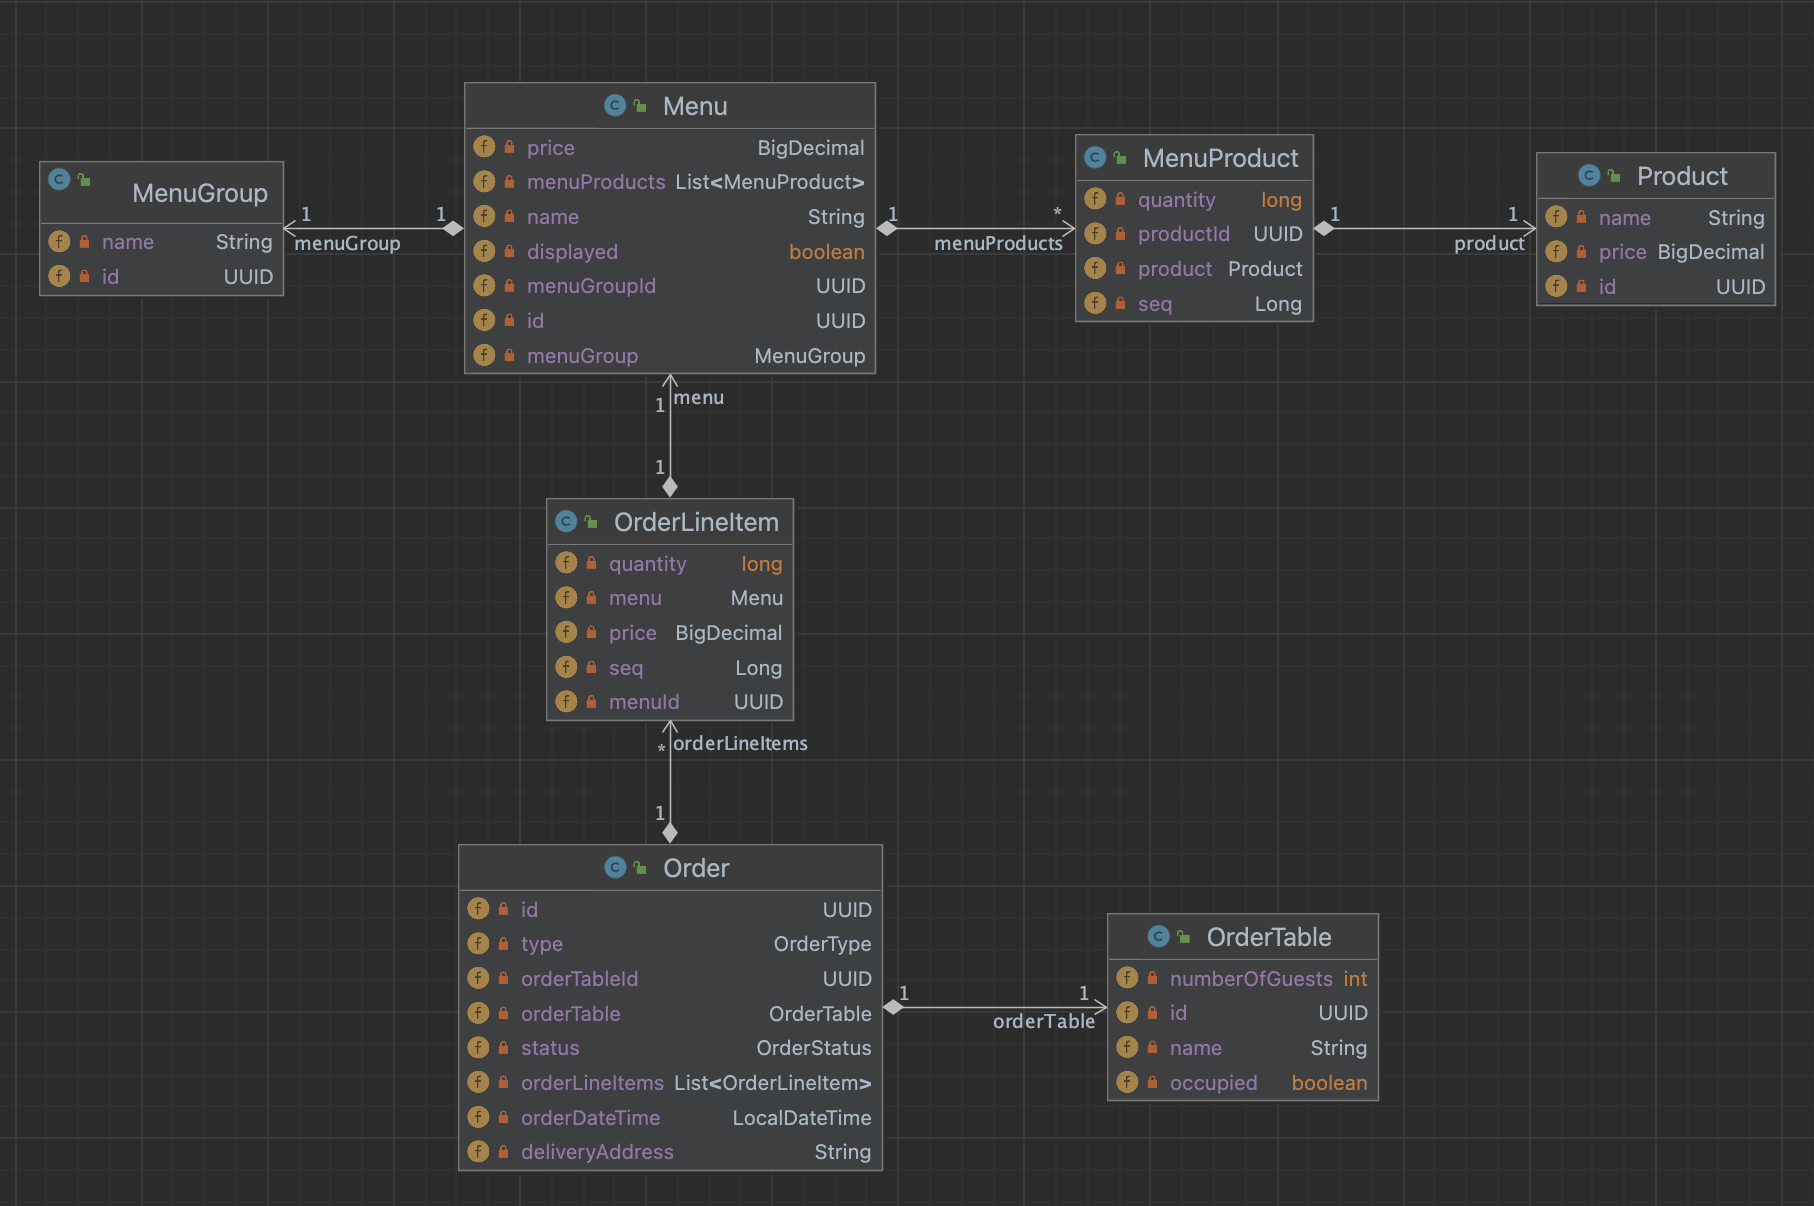 MenuGroup
name String
id UUID
1 1
menuGroup
Menu
price BigDecimal
menuProducts List<MenuProduct>
name String
displayed boolean
menuGroupId UUID
id UUID
menuGroup MenuGroup
1 *
menuProducts
MenuProduct
quantity long
productId UUID
product Product
seq Long
1 1
product
Product
name String
price BigDecimal
id UUID
menu
1
1
OrderLineItem
quantity long
menu Menu
price BigDecimal
seq Long
menuId UUID
* orderLineItems
1
Order
id UUID
type OrderType
orderTableId UUID
orderTable OrderTable
status OrderStatus
orderLineItems List<OrderLineItem>
orderDateTime LocalDateTime
deliveryAddress String
1 1
orderTable
OrderTable
numberOfGuests int
id UUID
name String
occupied boolean